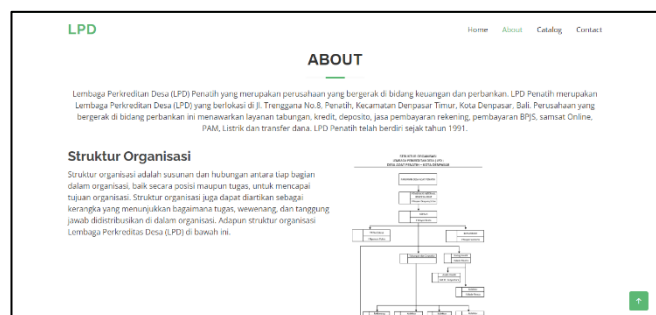 LPD
Home About Catalog Contact
ABOUT
Lembaga Perkreditan Desa (LPD) Penatih yang merupakan perusahaan yang bergerak di bidang keuangan dan perbankan. LPD Penatih merupakan
Lembaga Perkreditan Desa (LPD) yang berlokasi di Jl. Trenggana No.8, Penatih, Kecamatan Denpasar Timur, Kota Denpasar, Bali. Perusahaan yang
bergerak di bidang perbankan ini menawarkan layanan tabungan, kredit, deposito, jasa pembayaran rekening, pembayaran BPJS, samsat Online,
PAM, Listrik dan transfer dana. LPD Penatih telah berdiri sejak tahun 1991.
Struktur Organisasi
Struktur organisasi adalah susunan dan hubungan antara tiap bagian
dalam organisasi, baik secara posisi maupun tugas, untuk mencapai
tujuan organisasi. Struktur organisasi juga dapat diartikan sebagai
kerangka yang menunjukkan bagaimana tugas, wewenang, dan tanggung
jawab didistribusikan di dalam organisasi. Adapun struktur organisasi
Lembaga Perkreditas Desa (LPD) di bawah ini.
STRUKTUR ORGANISASI